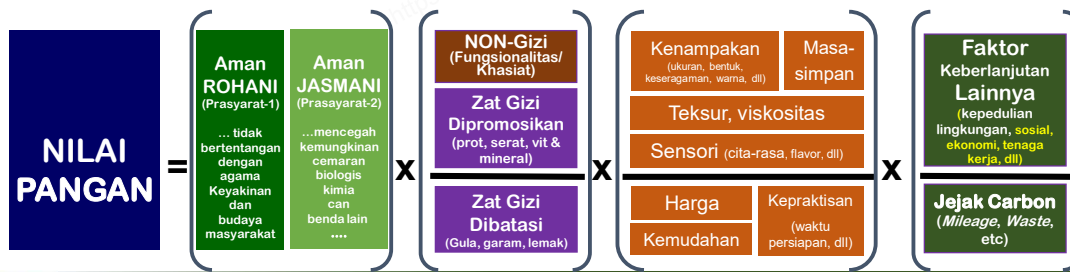 NILAI
PANGAN
=
Aman
ROHANI
(Prasyarat-1)
... tidak
bertentangan
dengan
agama
Keyakinan
dan
budaya
masyarakat
Aman
JASMANI
(Prasayarat-2)
...mencegah
kemungkinan
cemaran
biologis
kimia
can
benda lain
....
x
NON-Gizi
(Fungsionalitas/
Khasiat)
Zat Gizi
Dipromosikan
(prot, serat, vit &
mineral)
Zat Gizi
Dibatasi
(Gula, garam, lemak)
x
Kenampakan
(ukuran, bentuk,
keseragaman, warna, dll)
Masa-
simpan
Teksur, viskositas
Sensori (cita-rasa, flavor, dll)
Harga
Kemudahan
Kepraktisan
(waktu
persiapan, dll)
x
Faktor
Keberlanjutan
Lainnya
(kepedulian
lingkungan, sosial,
ekonomi, tenaga
kerja, dll)
Jejak Carbon
(Mileage, Waste,
etc)